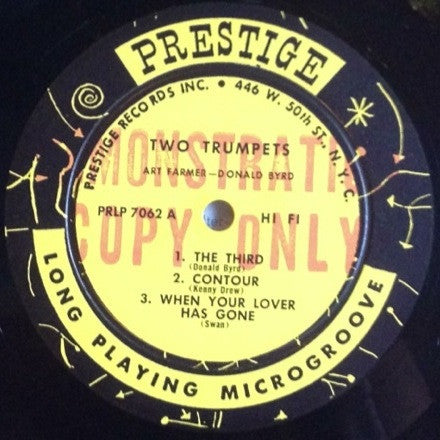 PRESTIGE
PRESTIGE RECORDS INC. • 446 W. 50th ST., N.Y.C.
TWO TRUMPETS
ART FARMER—DONALD BYRD
PRLP 7062 A
HI FI
1. THE THIRD
(Donald Byrd)
2. CONTOUR
(Kenny Drew)
3. WHEN YOUR LOVER
HAS GONE
(Swan)
MONSTRATI
COPY ONLY
LONG PLAYING MICROGROOVE